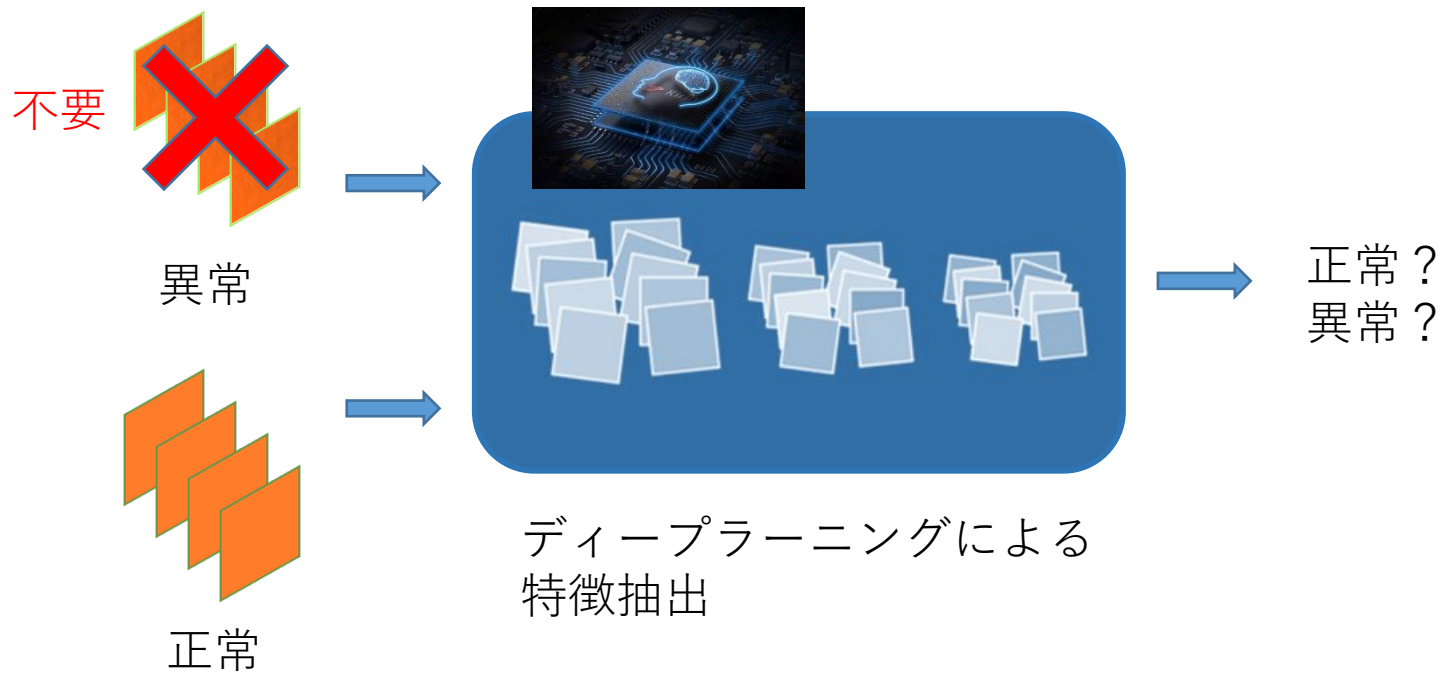 不要
異常
正常
ディープラーニングによる
特徴抽出
正常？
異常？